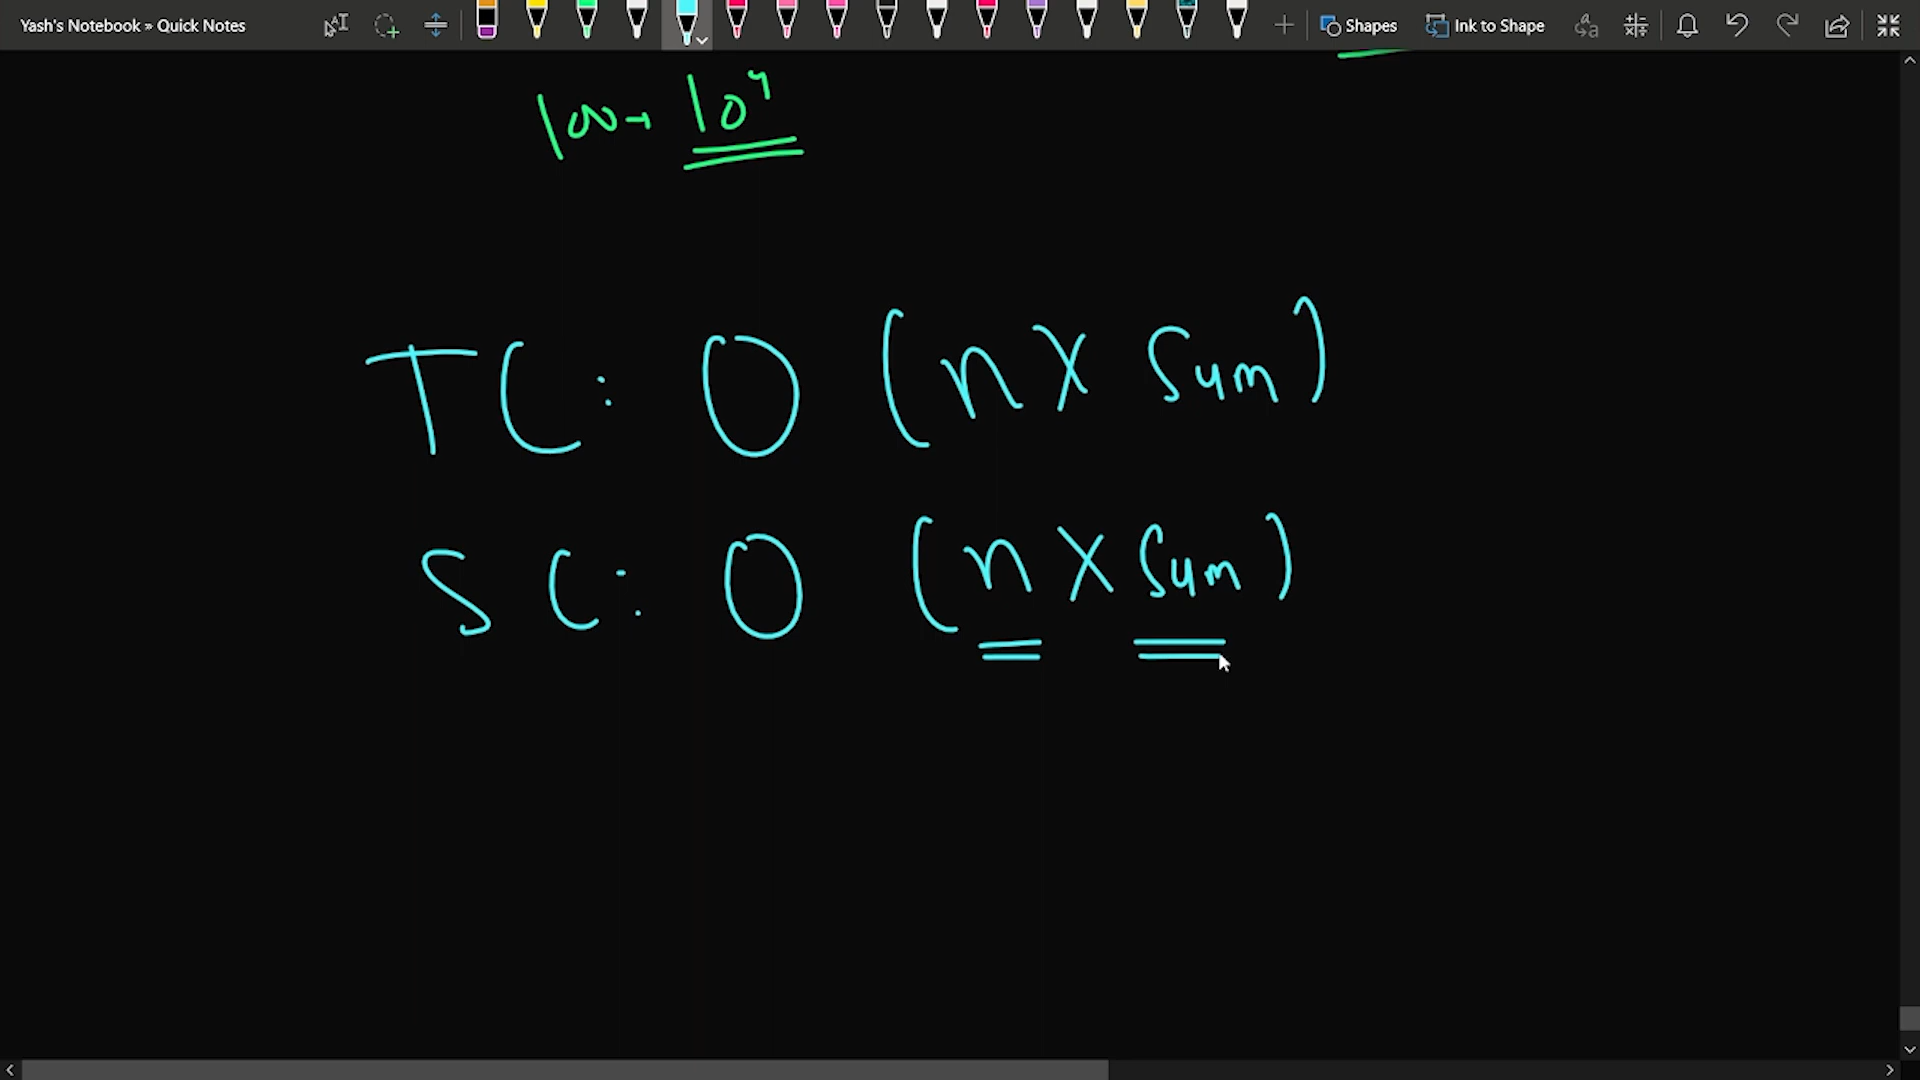 Yash's Notebook » Quick Notes
Shapes
Ink to Shape
100→ 10⁴
TC: O (n X Sum)
SC: O (n X Sum)